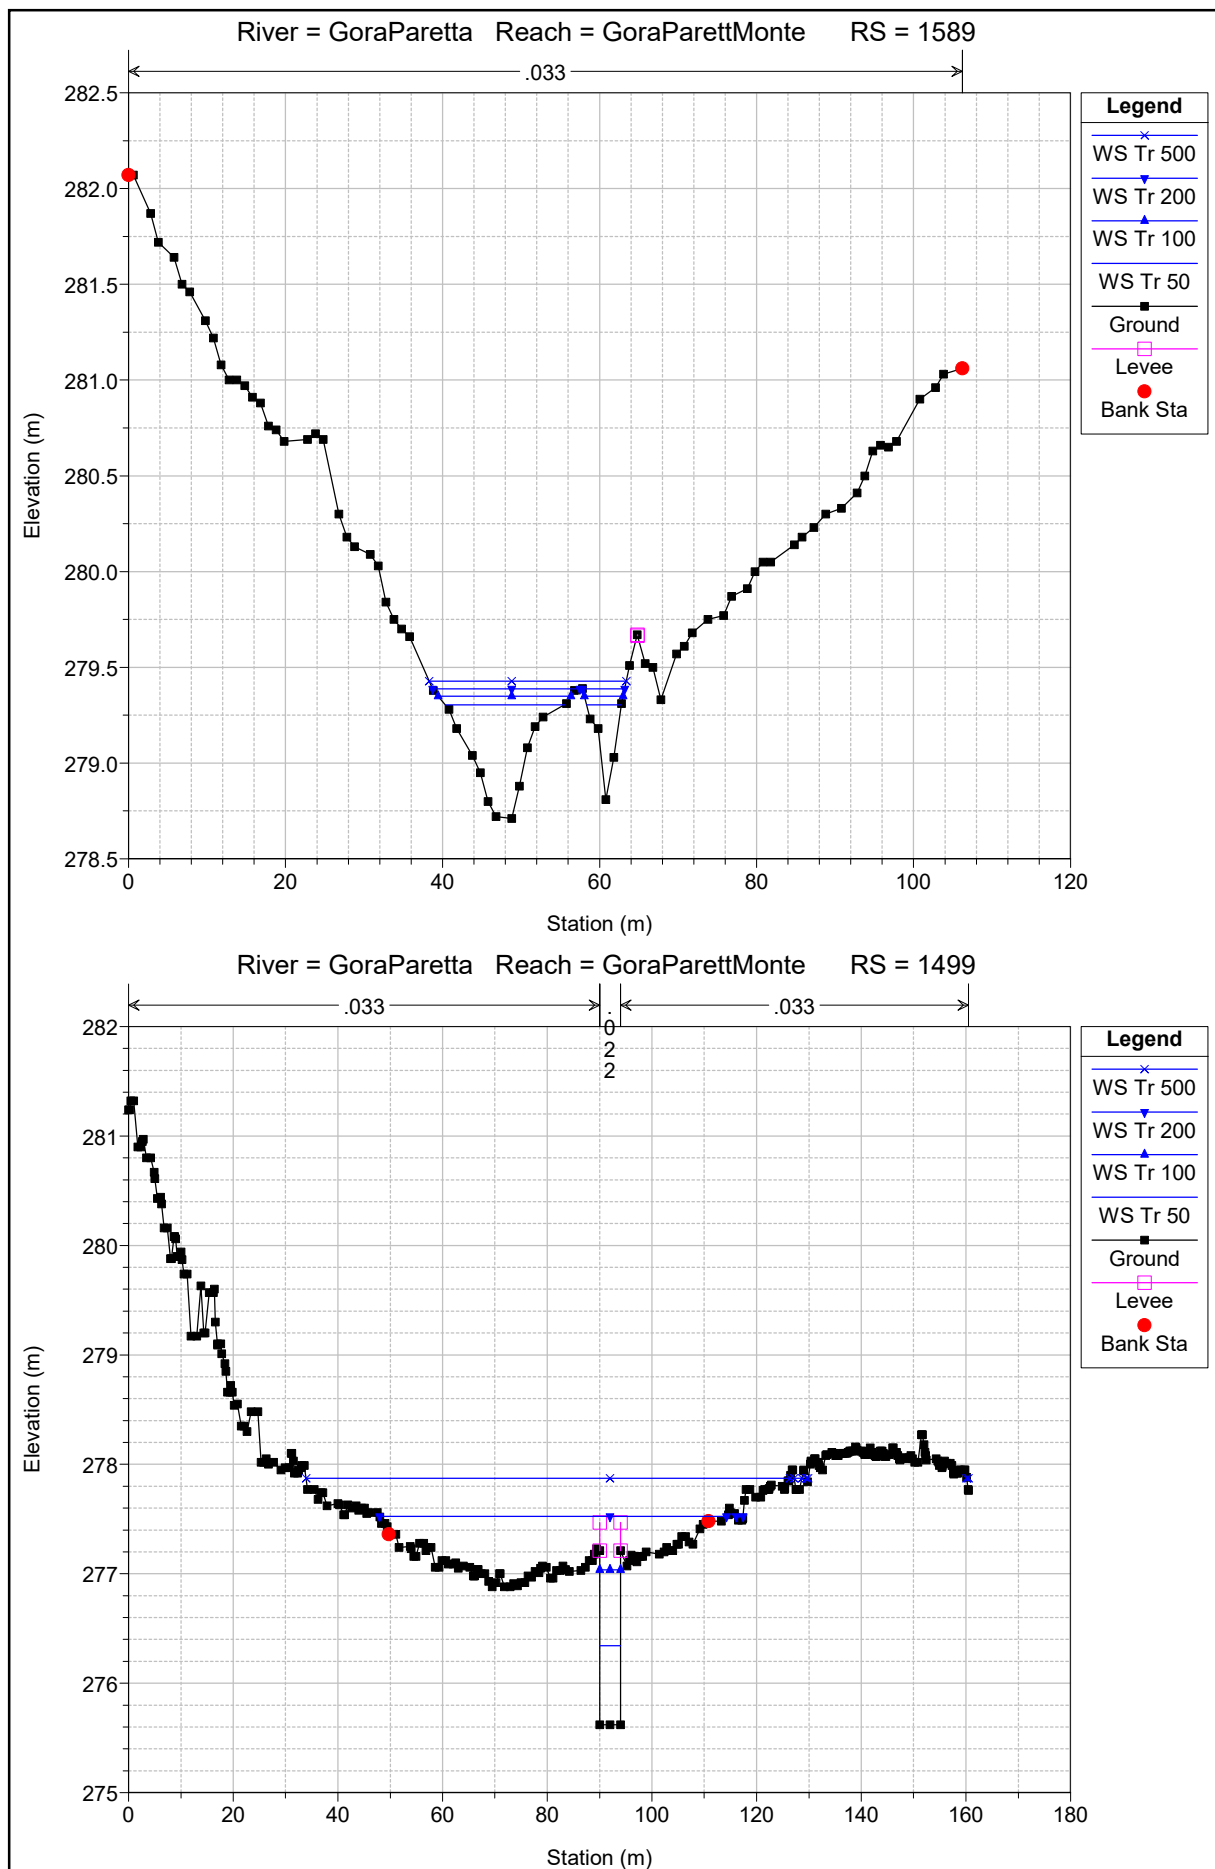 River = GoraParetta Reach = GoraParettMonte RS = 1589
.033
282.5
282.0
281.5
281.0
280.5
280.0
279.5
279.0
278.5
Elevation (m)
0 20 40 60 80 100 120
Station (m)
Legend
WS Tr 500
WS Tr 200
WS Tr 100
WS Tr 50
Ground
Levee
Bank Sta
River = GoraParetta Reach = GoraParettMonte RS = 1499
.033 .022 .033
282
281
280
279
278
277
276
275
Elevation (m)
0 20 40 60 80 100 120 140 160 180
Station (m)
Legend
WS Tr 500
WS Tr 200
WS Tr 100
WS Tr 50
Ground
Levee
Bank Sta